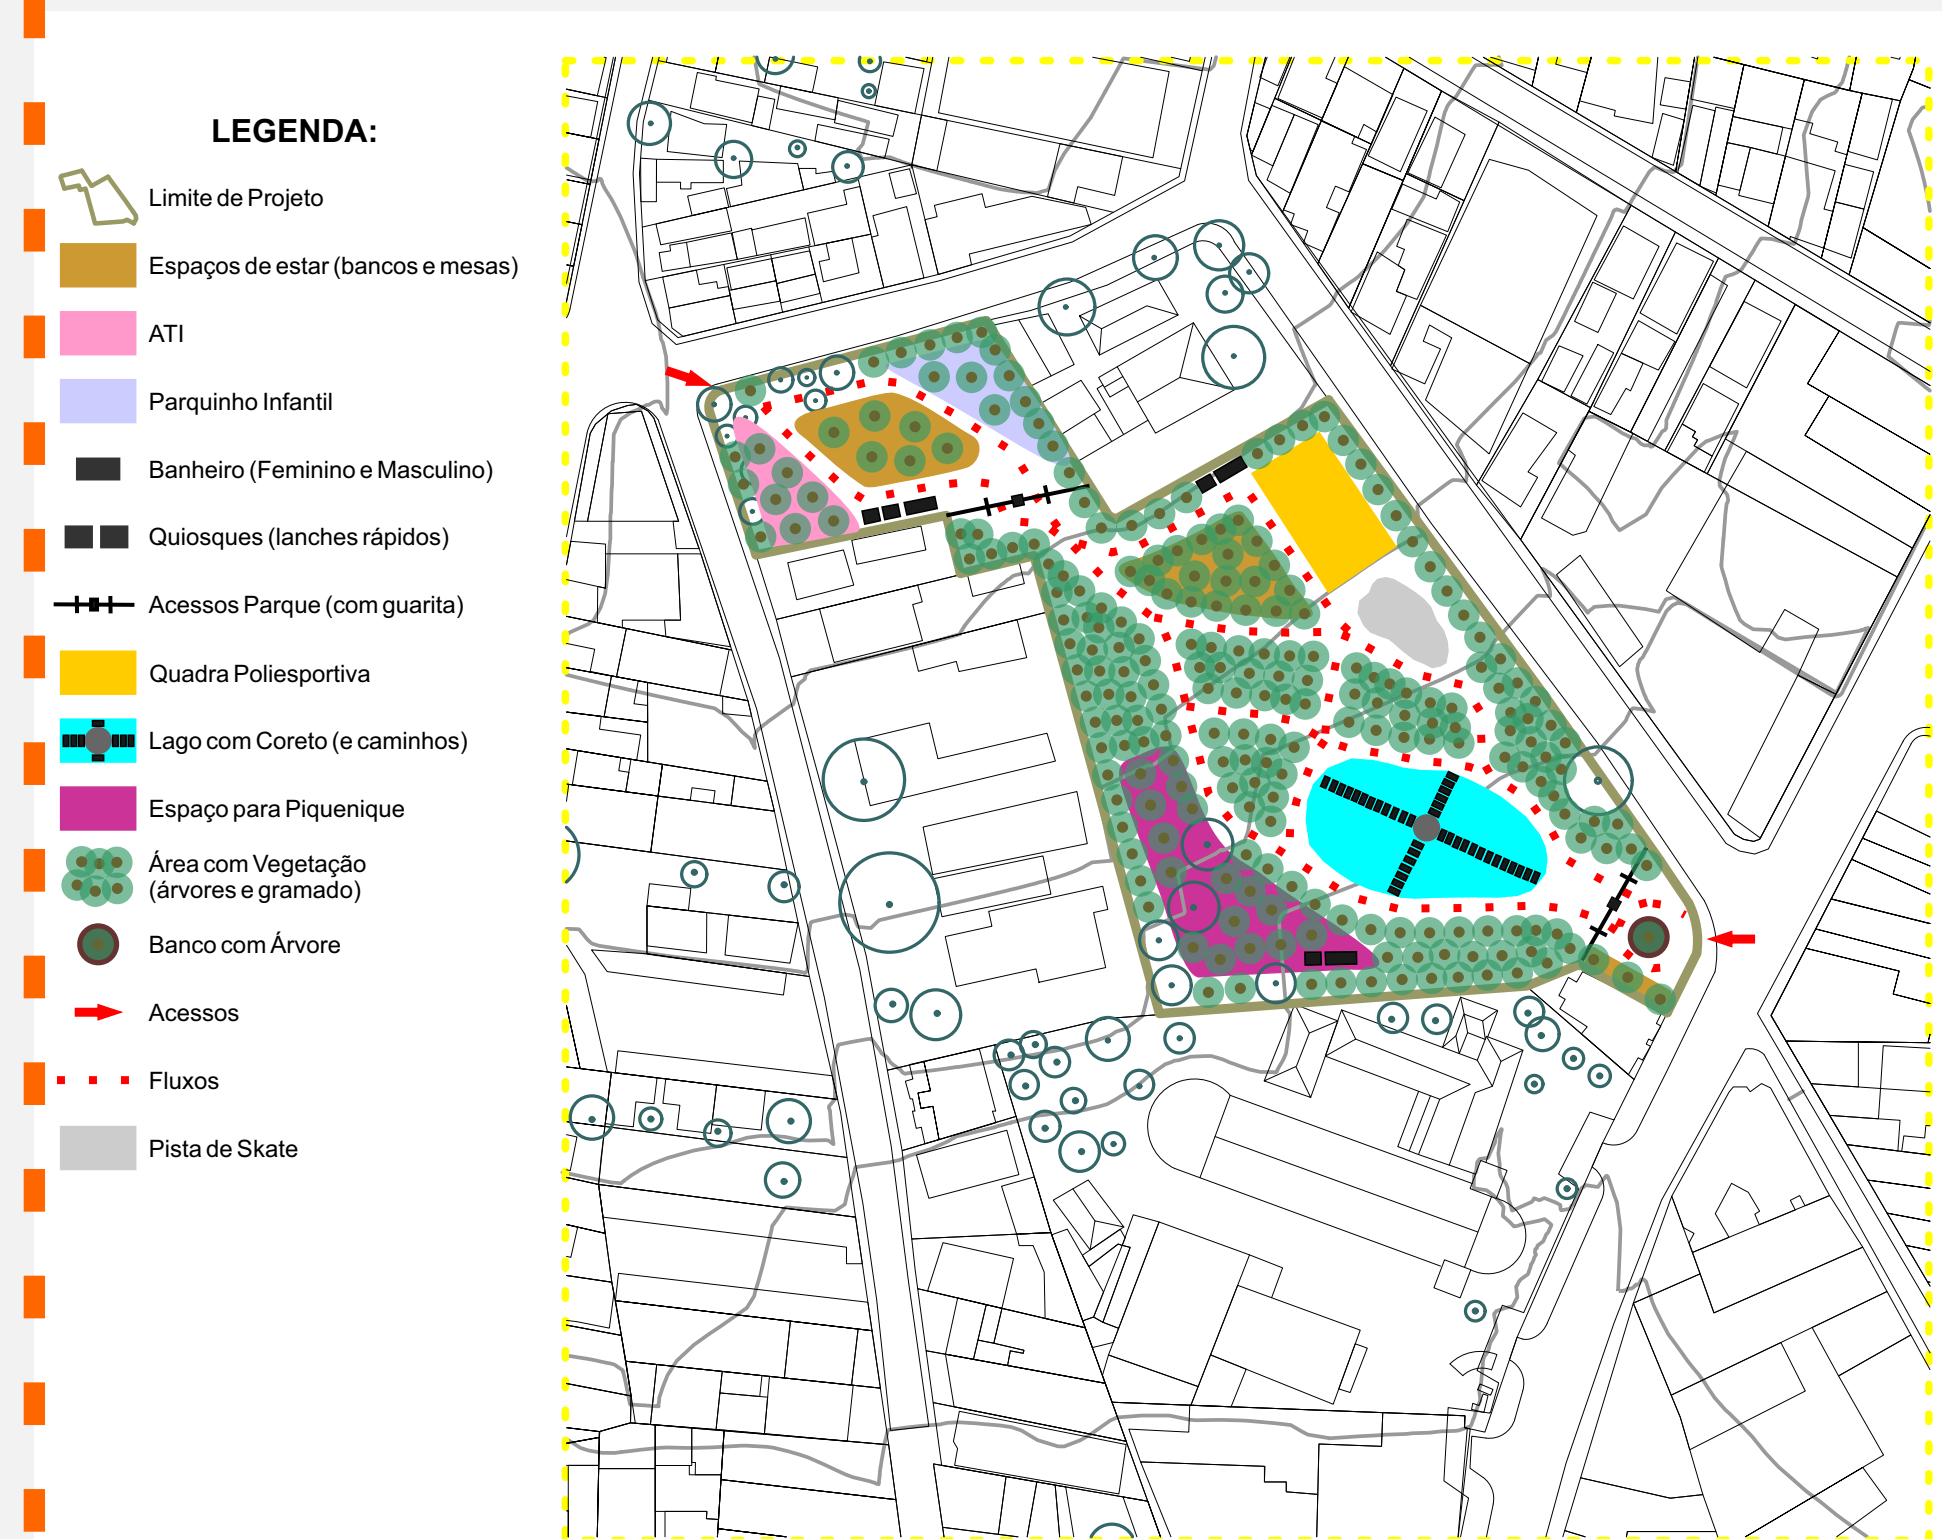 LEGENDA:
Limite de Projeto
Espaços de estar (bancos e mesas)
ATI
Parquinho Infantil
Banheiro (Feminino e Masculino)
Quiosques (lanches rápidos)
Acessos Parque (com guarita)
Quadra Poliesportiva
Lago com Coreto (e caminhos)
Espaço para Piquenique
Área com Vegetação
(árvores e gramado)
Banco com Árvore
Acessos
Fluxos
Pista de Skate